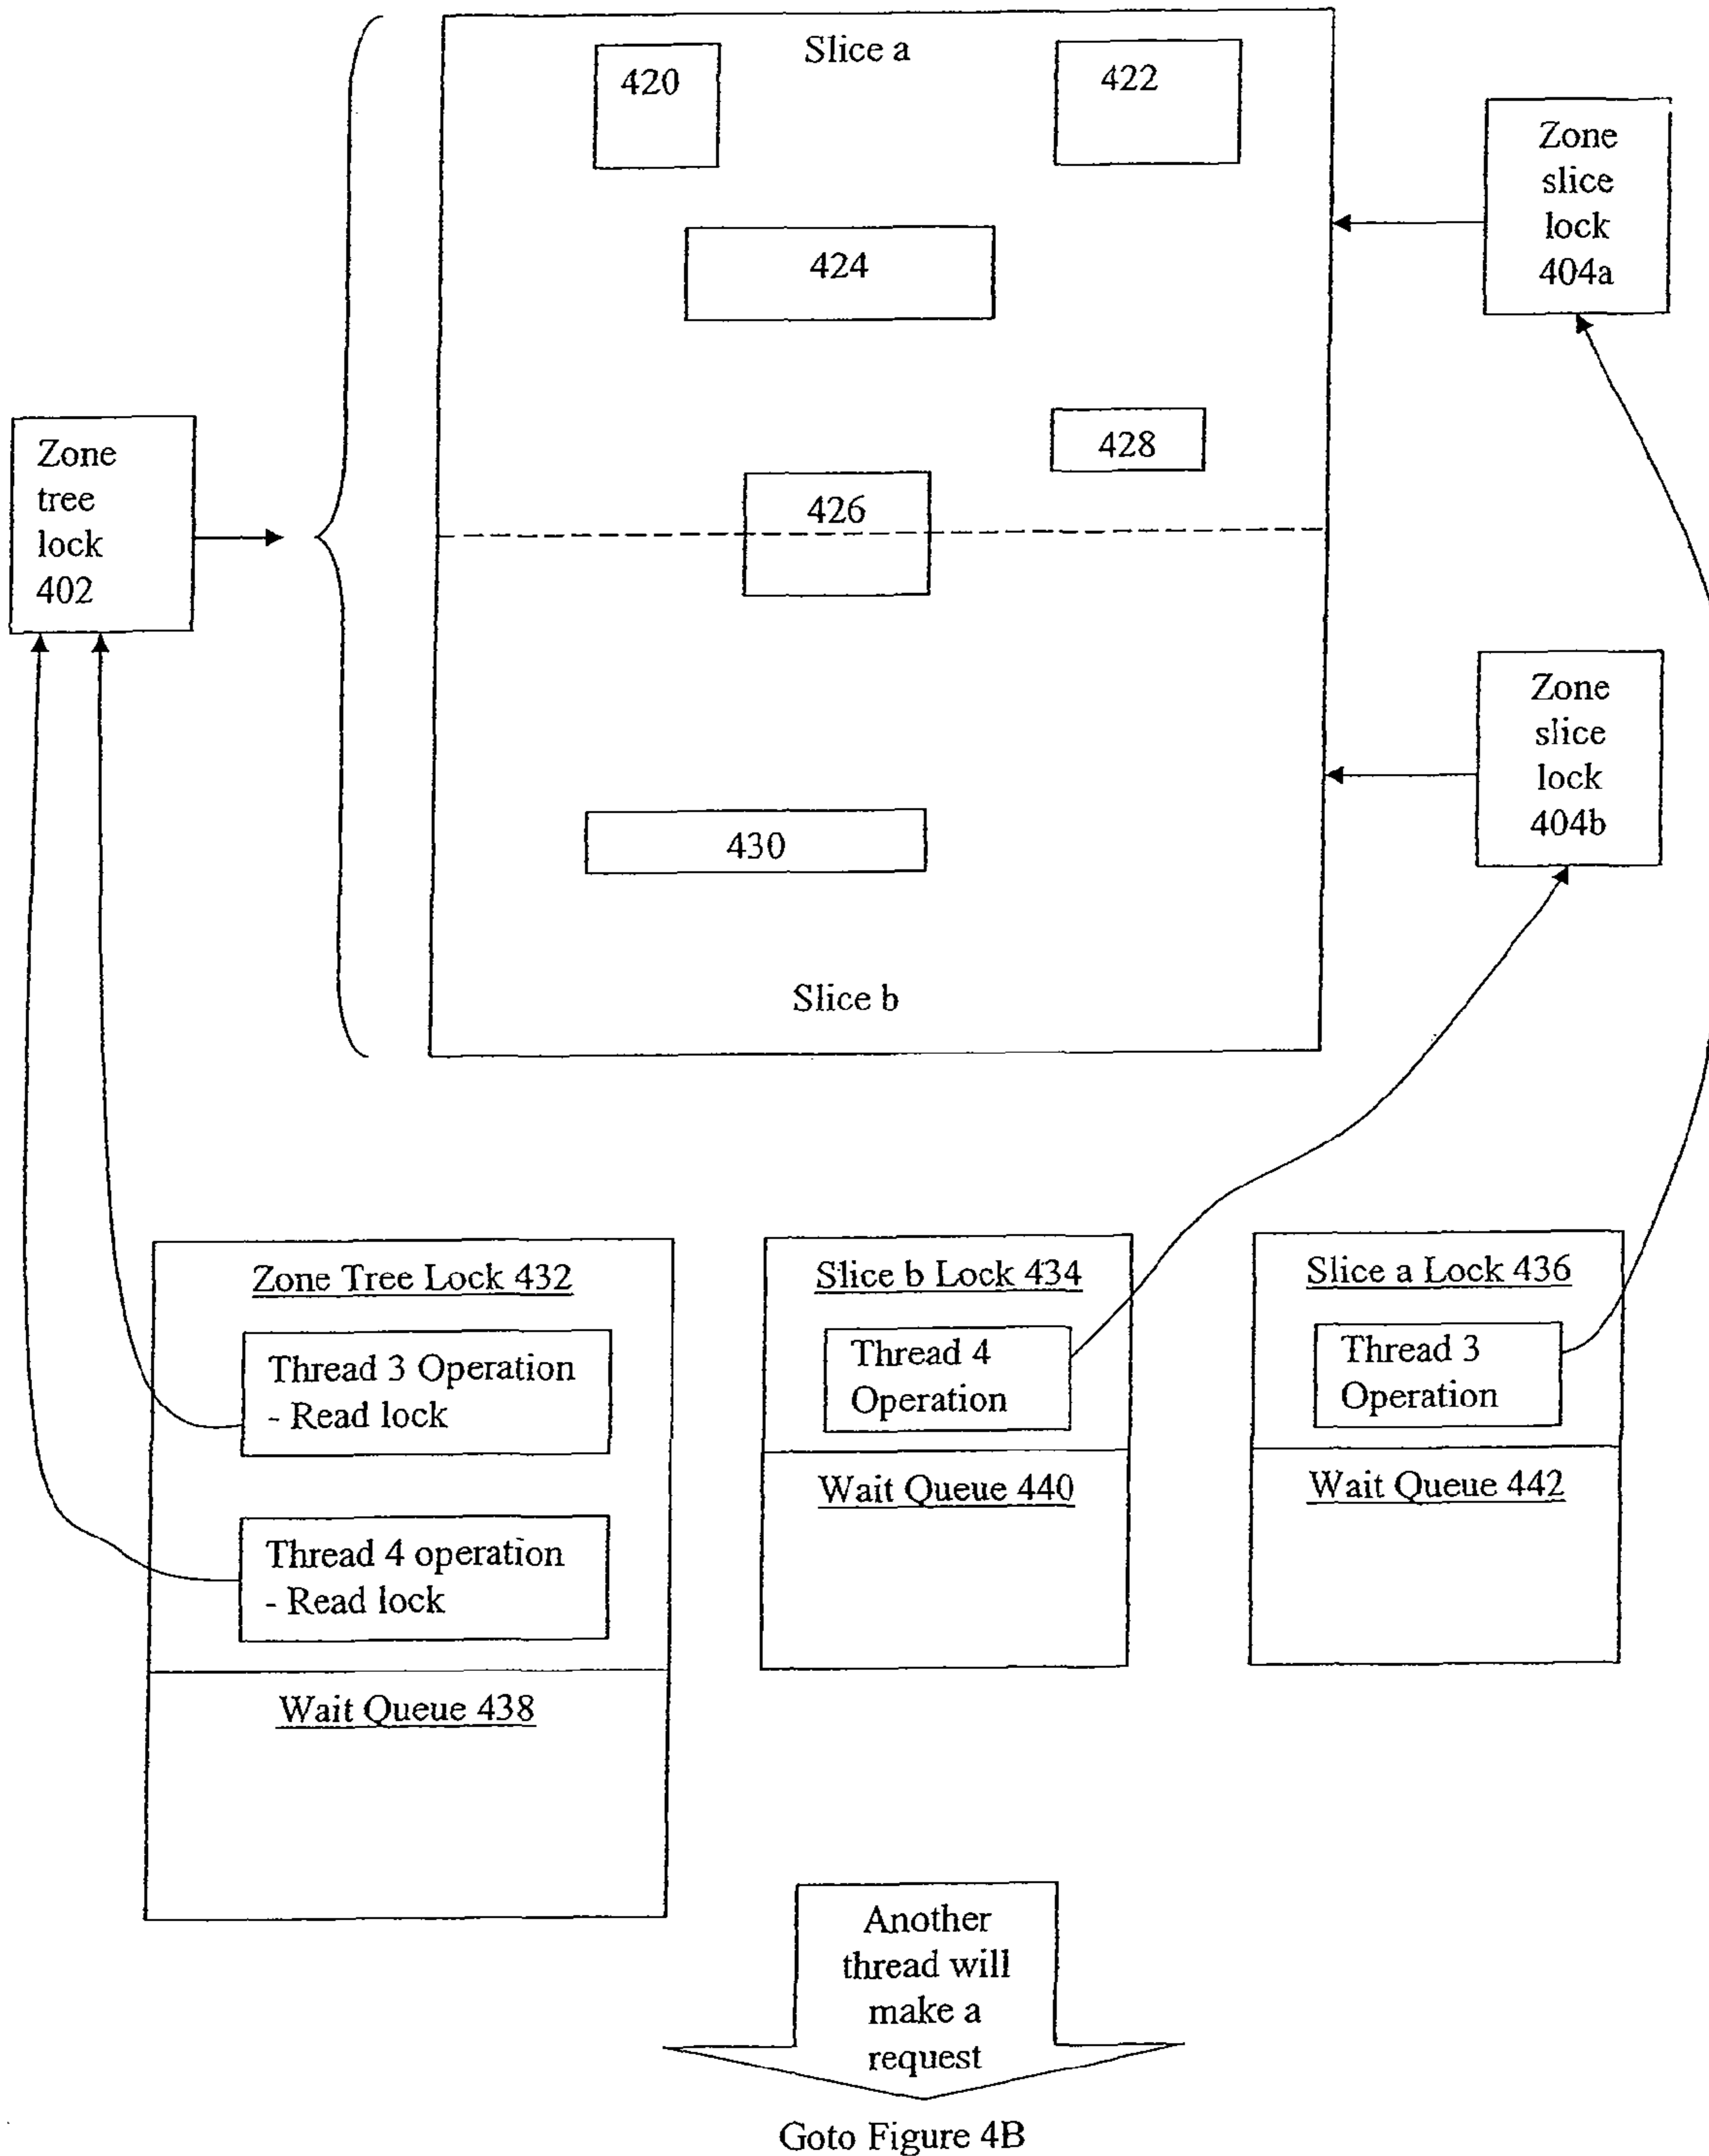 Slice a
420
422
Zone
slice
lock
404a
424
Zone
tree
lock
402
428
426
Zone
slice
lock
404b
430
Slice b
Zone Tree Lock 432
Thread 3 Operation
- Read lock
Thread 4 operation
- Read lock
Wait Queue 438
Slice b Lock 434
Thread 4
Operation
Wait Queue 440
Slice a Lock 436
Thread 3
Operation
Wait Queue 442
Another
thread will
make a
request
Goto Figure 4B